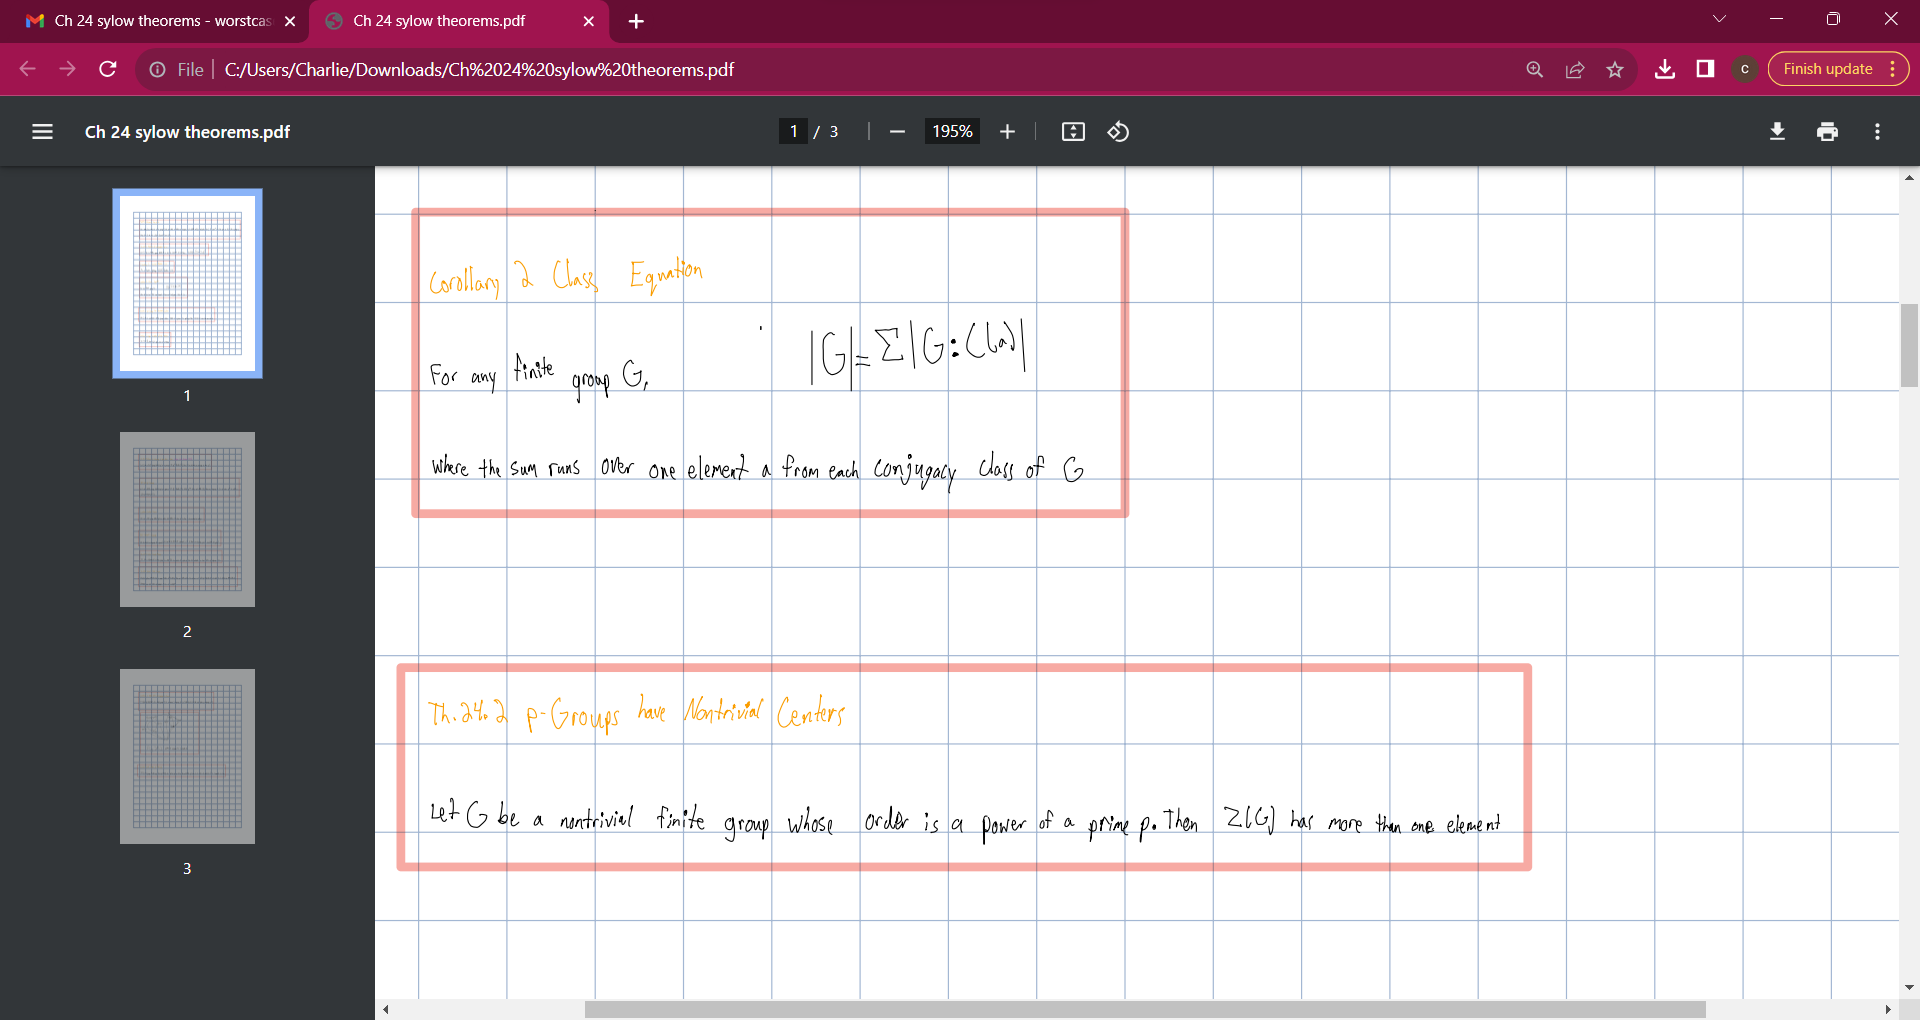 Ch 24 sylow theorems - worstcas
Ch 24 sylow theorems.pdf
File
C:/Users/Charlie/Downloads/Ch%2024%20sylow%20theorems.pdf
c
Finish update
Ch 24 sylow theorems.pdf
1 / 3
195%
1
2
3
Corollary 2 Class Equation
|G|=Σ|G:C(a)|
For any finite group G,
where the sum runs over one element a from each conjugacy class of G
Th.24.2 p-Groups have Nontrivial Centers
Let G be a nontrivial finite group whose order is a power of a prime p. Then Z(G) has more than one element